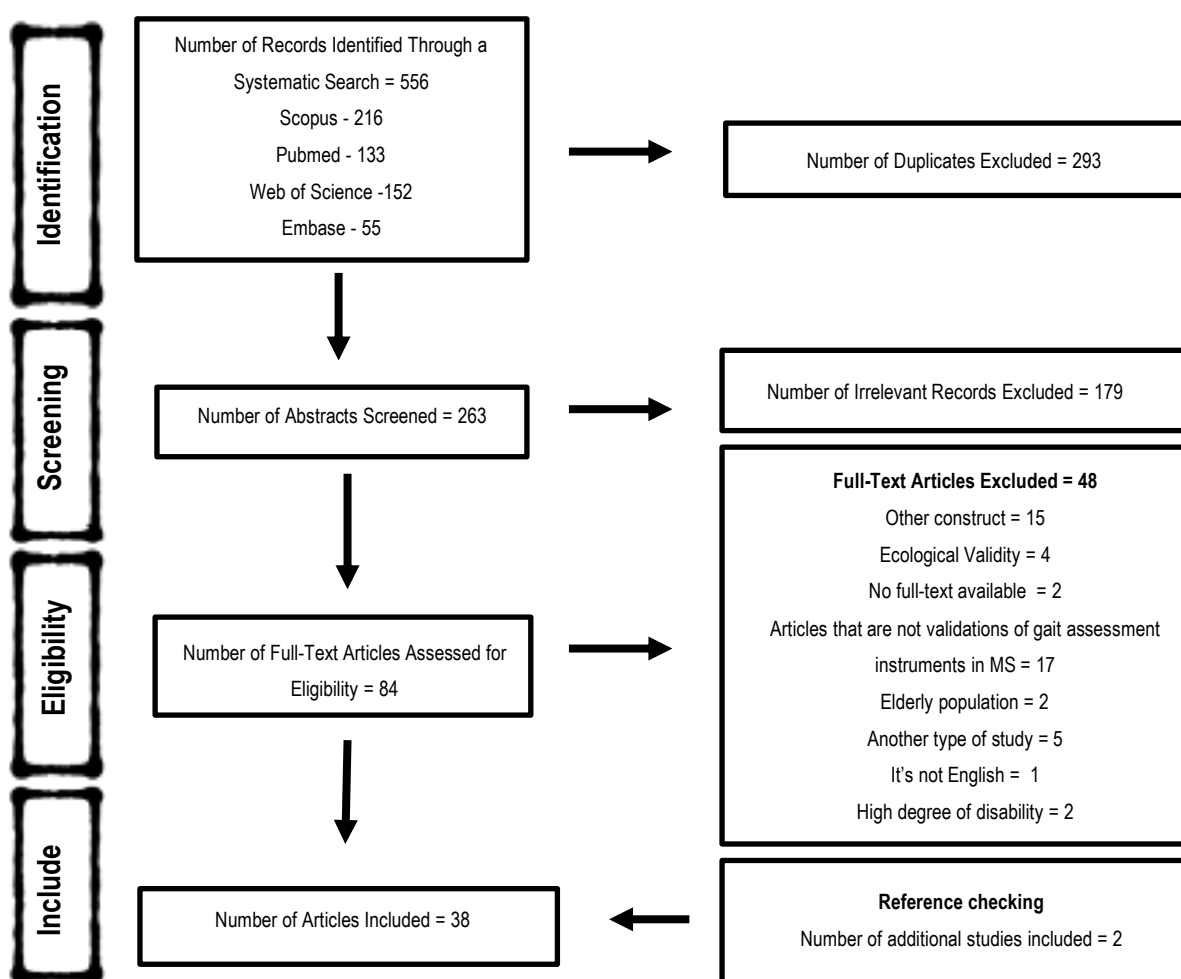 Identification
Number of Records Identified Through a
Systematic Search = 556
Scopus - 216
Pubmed - 133
Web of Science -152
Embase - 55
Number of Duplicates Excluded = 293
Screening
Number of Abstracts Screened = 263
Number of Irrelevant Records Excluded = 179
Eligibility
Number of Full-Text Articles Assessed for
Eligibility = 84
Full-Text Articles Excluded = 48
Other construct = 15
Ecological Validity = 4
No full-text available = 2
Articles that are not validations of gait assessment
instruments in MS = 17
Elderly population = 2
Another type of study = 5
It’s not English = 1
High degree of disability = 2
Include
Number of Articles Included = 38
Reference checking
Number of additional studies included = 2